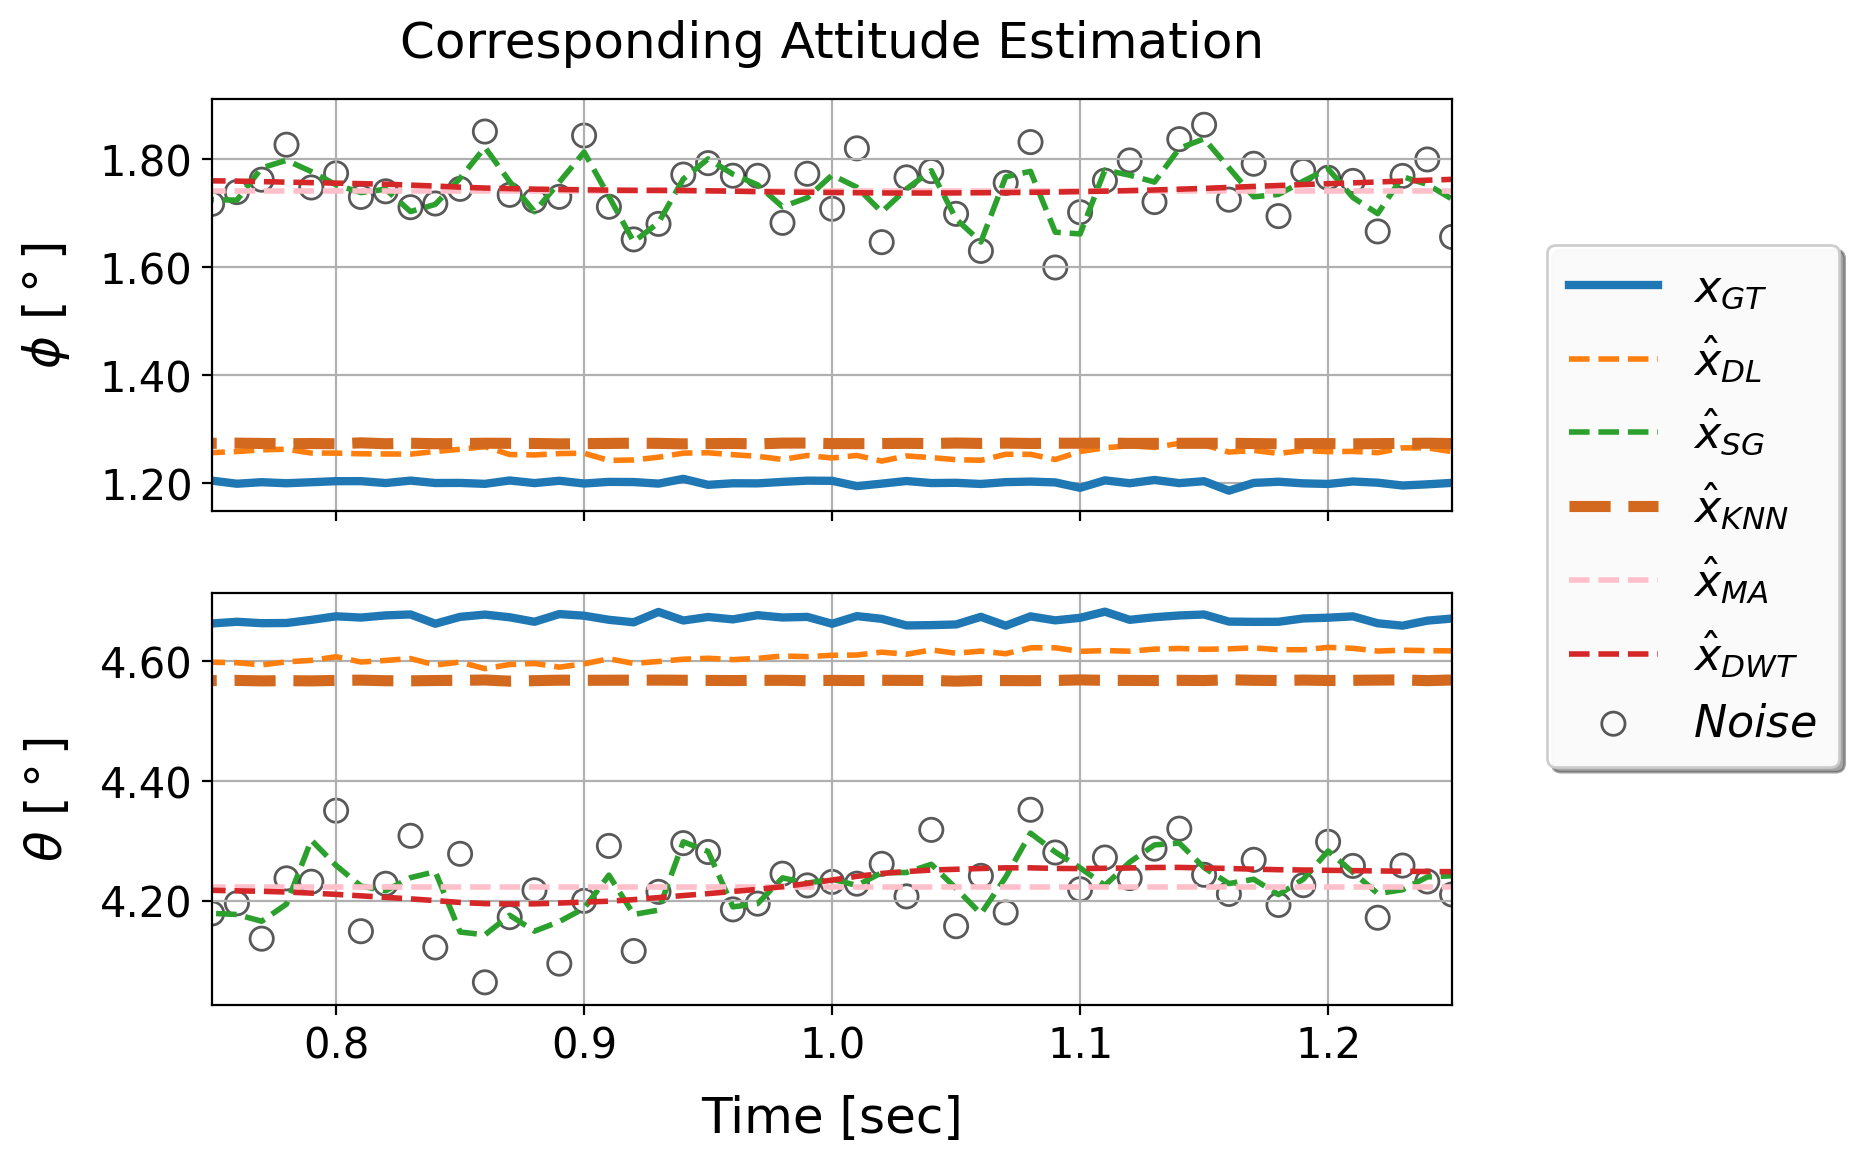 Corresponding Attitude Estimation
1.80
1.60
1.40
1.20
ϕ [°]
4.60
4.40
4.20
θ [°]
0.8 0.9 1.0 1.1 1.2
Time [sec]
x_GT
x̂_DL
x̂_SG
x̂_KNN
x̂_MA
x̂_DWT
Noise